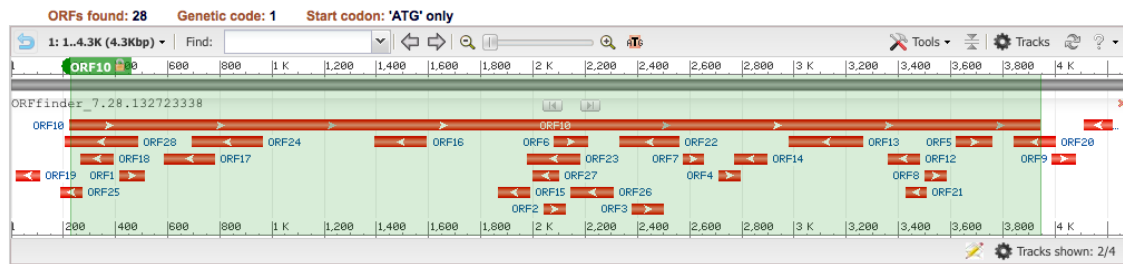 ORFs found: 28 Genetic code: 1 Start codon: 'ATG' only
1: 1..4.3K (4.3Kbp) Find: Tools Tracks ?
ORF10 600 800 1 K 1,200 1,400 1,600 1,800 2 K 2,200 2,400 2,600 2,800 3 K 3,200 3,400 3,600 3,800 4 K
ORFfinder_7.28.132723338
ORF10 ORF10
ORF28 ORF24 ORF16 ORF6 ORF22 ORF13 ORF5 ORF20
ORF18 ORF17 ORF23 ORF7 ORF14 ORF12 ORF9
ORF19 ORF1 ORF27 ORF4 ORF8
ORF25 ORF15 ORF26 ORF21
ORF2 ORF3
200 400 600 800 1 K 1,200 1,400 1,600 1,800 2 K 2,200 2,400 2,600 2,800 3 K 3,200 3,400 3,600 3,800 4 K
Tracks shown: 2/4